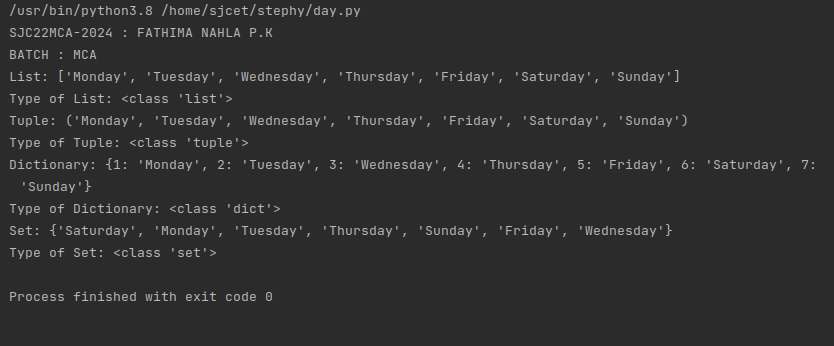 /usr/bin/python3.8 /home/sjcet/stephy/day.py
SJC22MCA-2024 : FATHIMA NAHLA P.K
BATCH : MCA
List: ['Monday', 'Tuesday', 'Wednesday', 'Thursday', 'Friday', 'Saturday', 'Sunday']
Type of List: <class 'list'>
Tuple: ('Monday', 'Tuesday', 'Wednesday', 'Thursday', 'Friday', 'Saturday', 'Sunday')
Type of Tuple: <class 'tuple'>
Dictionary: {1: 'Monday', 2: 'Tuesday', 3: 'Wednesday', 4: 'Thursday', 5: 'Friday', 6: 'Saturday', 7:
'Sunday'}
Type of Dictionary: <class 'dict'>
Set: {'Saturday', 'Monday', 'Tuesday', 'Thursday', 'Sunday', 'Friday', 'Wednesday'}
Type of Set: <class 'set'>
Process finished with exit code 0